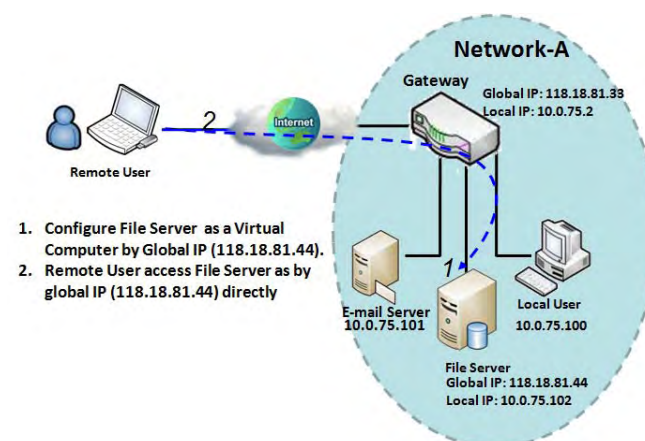 Network-A
Gateway
Global IP: 118.18.81.33
Local IP: 10.0.75.2
2
Internet
Remote User
1. Configure File Server as a Virtual
Computer by Global IP (118.18.81.44).
2. Remote User access File Server as by
global IP (118.18.81.44) directly
1
E-mail Server
10.0.75.101
Local User
10.0.75.100
File Server
Global IP: 118.18.81.44
Local IP: 10.0.75.102